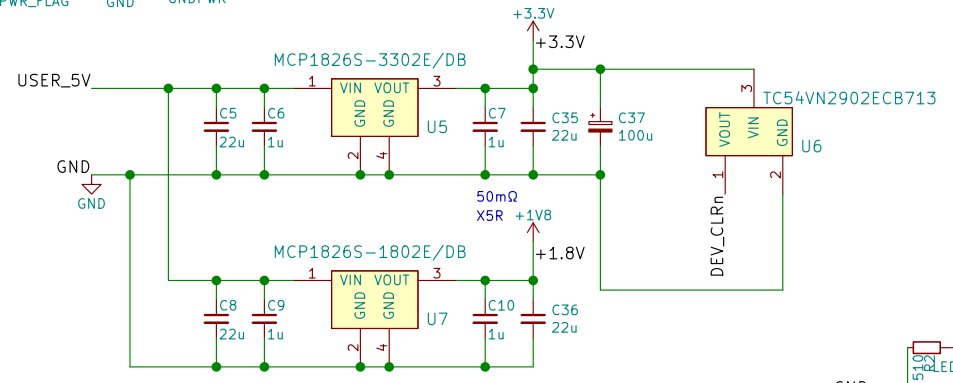 PWR_FLAG GND GNDPWR
+3.3V
+3.3V
MCP1826S-3302E/DB
USER_5V
1 VIN VOUT 3
GND GND
U5
2 4
C5
22u
C6
1u
C7
1u
C35
22u
C37
100u
+
TC54VN2902ECB713
3
VOUT VIN GND
U6
1 2
DEV_CLRn
GND
GND
50mΩ
X5R
+1V8
+1.8V
MCP1826S-1802E/DB
1 VIN VOUT 3
GND GND
U7
2 4
C8
22u
C9
1u
C10
1u
C36
22u
510
R2
LED
GND